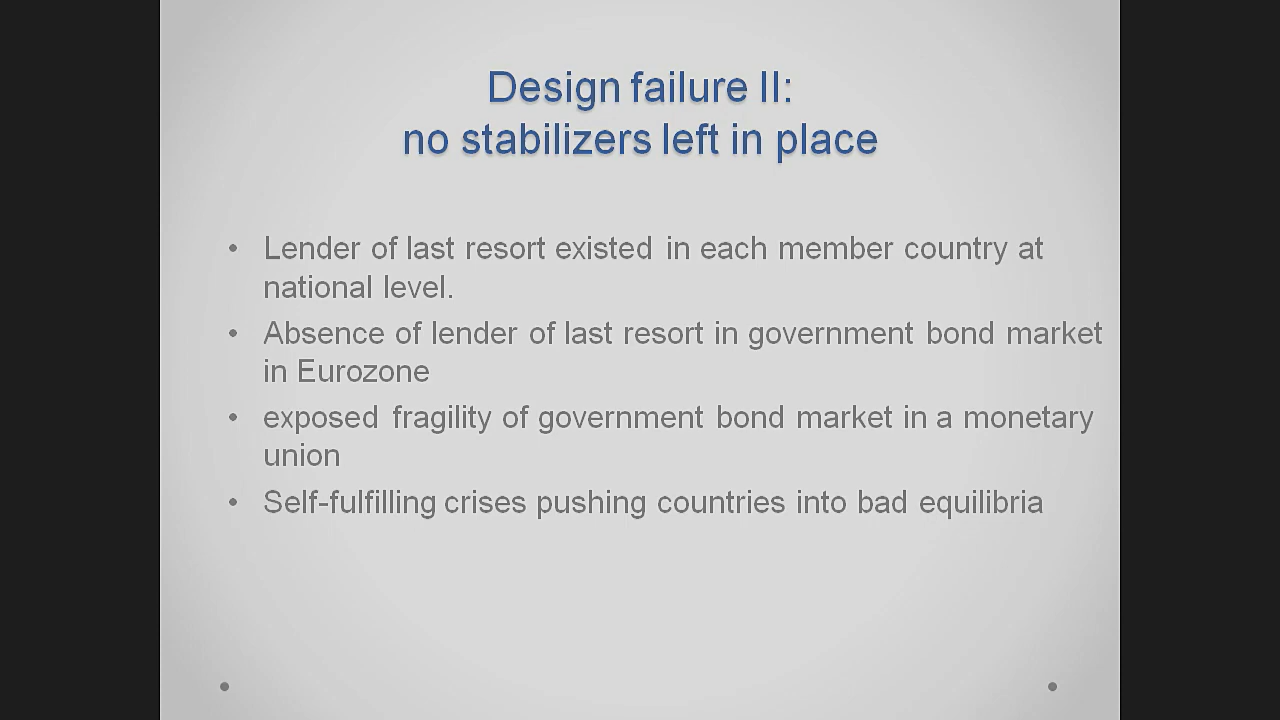 Design failure II:
no stabilizers left in place
• Lender of last resort existed in each member country at
national level.
• Absence of lender of last resort in government bond market
in Eurozone
• exposed fragility of government bond market in a monetary
union
• Self-fulfilling crises pushing countries into bad equilibria